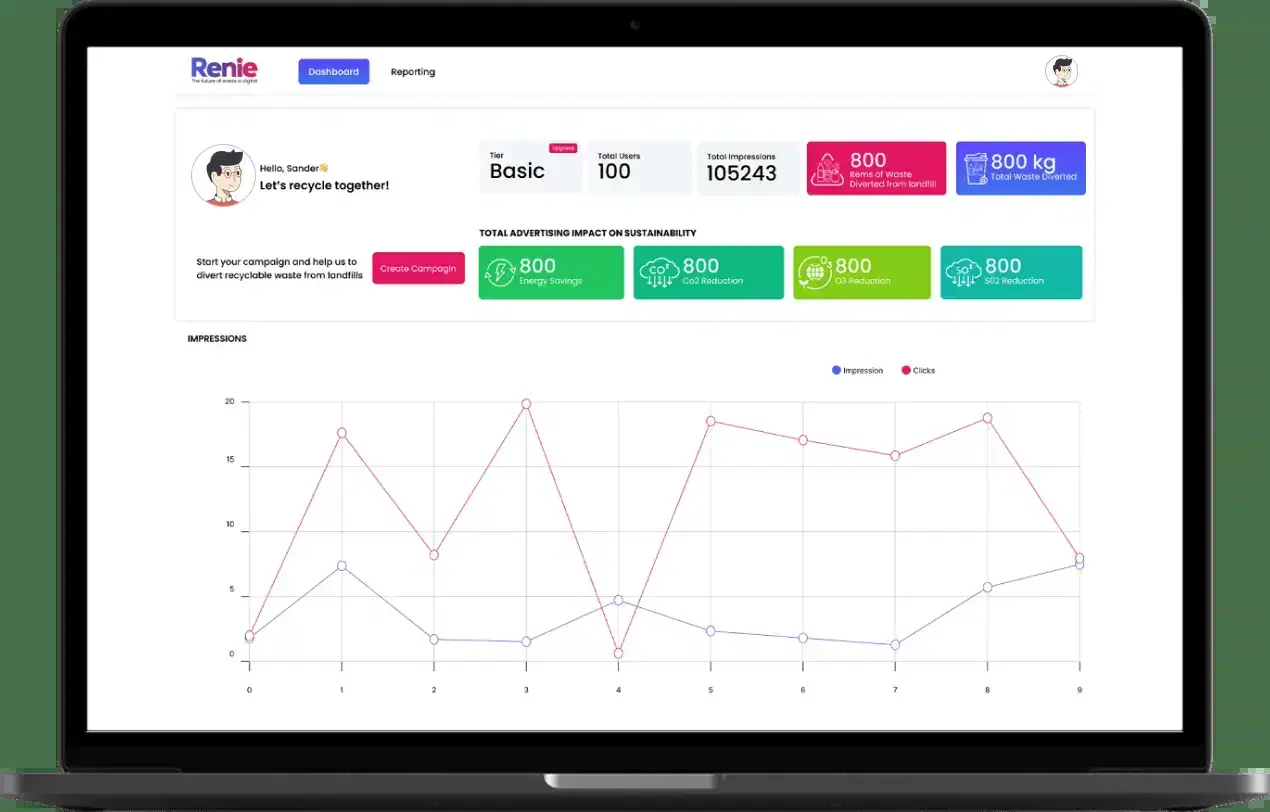 Renie
The future of waste is digital
Dashboard
Reporting
Hello, Sander👋
Let's recycle together!
Tier
Upgrade
Basic
Total Users
100
Total Impressions
105243
800
Items of Waste
Diverted from landfill
800 kg
Total Waste Diverted
Start your campaign and help us to
divert recyclable waste from landfills
Create Campagin
TOTAL ADVERTISING IMPACT ON SUSTAINABILITY
800
Energy Savings
CO²
800
Co2 Reduction
O3
800
O3 Reduction
SO²
800
S02 Reduction
IMPRESSIONS
Impression
Clicks
20
15
10
5
0
0 1 2 3 4 5 6 7 8 9